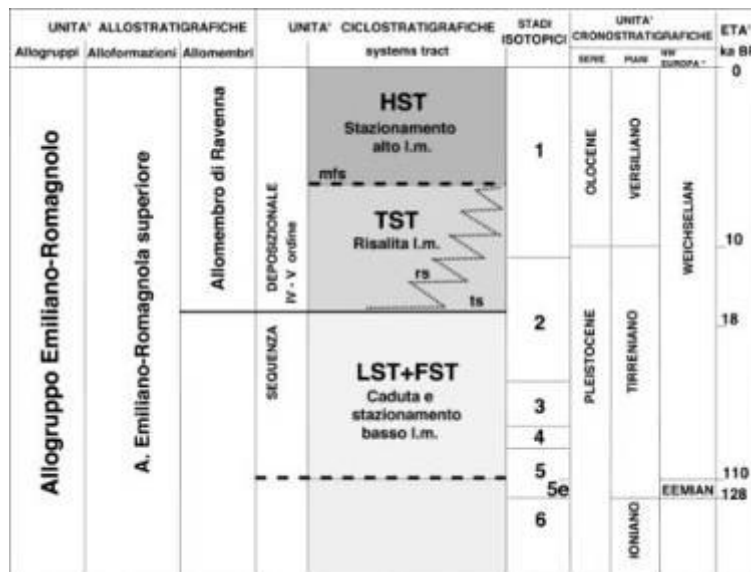 UNITA' ALLOSTRATIGRAFICHE
Allogruppi
Alloformazioni
Allomembri
UNITA' CICLOSTRATIGRAFICHE
systems tract
STADI
ISOTOPICI
UNITA'
CRONOSTRATIGRAFICHE
SERIE
PIANI
NW
EUROPA
ETA'
ka BP
0
Allogruppo Emiliano-Romagnolo
A. Emiliano-Romagnola superiore
Allomembro di Ravenna
SEQUENZA DEPOSIZIONALE
IV - V ordine
HST
Stazionamento
alto l.m.
mfs
TST
Risalita l.m.
rs
ts
LST+FST
Caduta e
stazionamento
basso l.m.
1
2
3
4
5
5e
6
OLOCENE
PLEISTOCENE
VERSILIANO
TIRRENIANO
IONIANO
WEICHSELIAN
EEMIAN
10
18
110
128